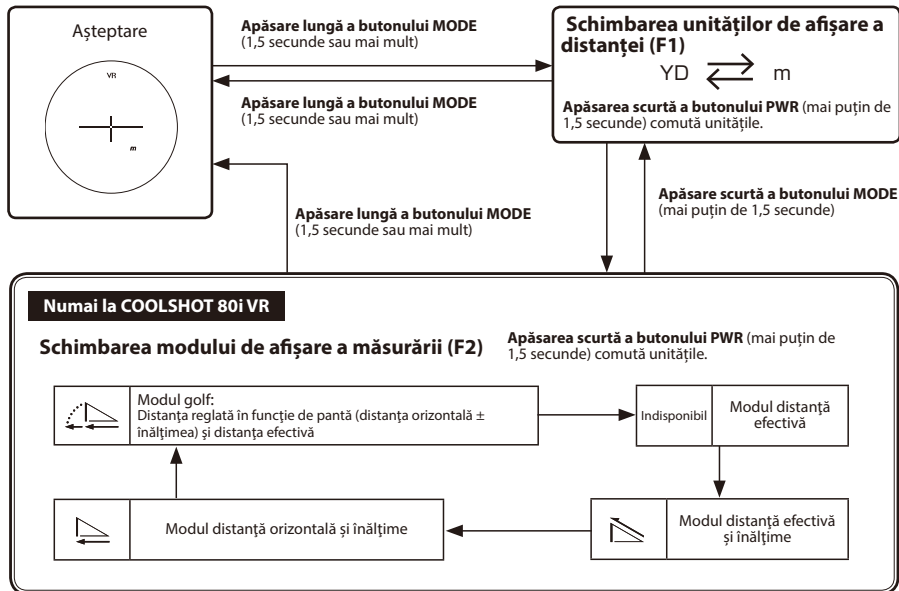 Așteptare
VR
m
Apăsare lungă a butonului MODE
(1,5 secunde sau mai mult)
Apăsare lungă a butonului MODE
(1,5 secunde sau mai mult)
Schimbarea unităților de afișare a
distanței (F1)
YD m
Apăsarea scurtă a butonului PWR (mai puțin de
1,5 secunde) comută unitățile.
Apăsare lungă a butonului MODE
(1,5 secunde sau mai mult)
Apăsare scurtă a butonului MODE
(mai puțin de 1,5 secunde)
Numai la COOLSHOT 80i VR
Schimbarea modului de afișare a măsurării (F2)
Apăsarea scurtă a butonului PWR (mai puțin de
1,5 secunde) comută unitățile.
Modul golf:
Distanța reglată în funcție de pantă (distanța orizontală ±
înălțimea) și distanța efectivă
Indisponibil
Modul distanță
efectivă
Modul distanță orizontală și înălțime
Modul distanță efectivă
și înălțime